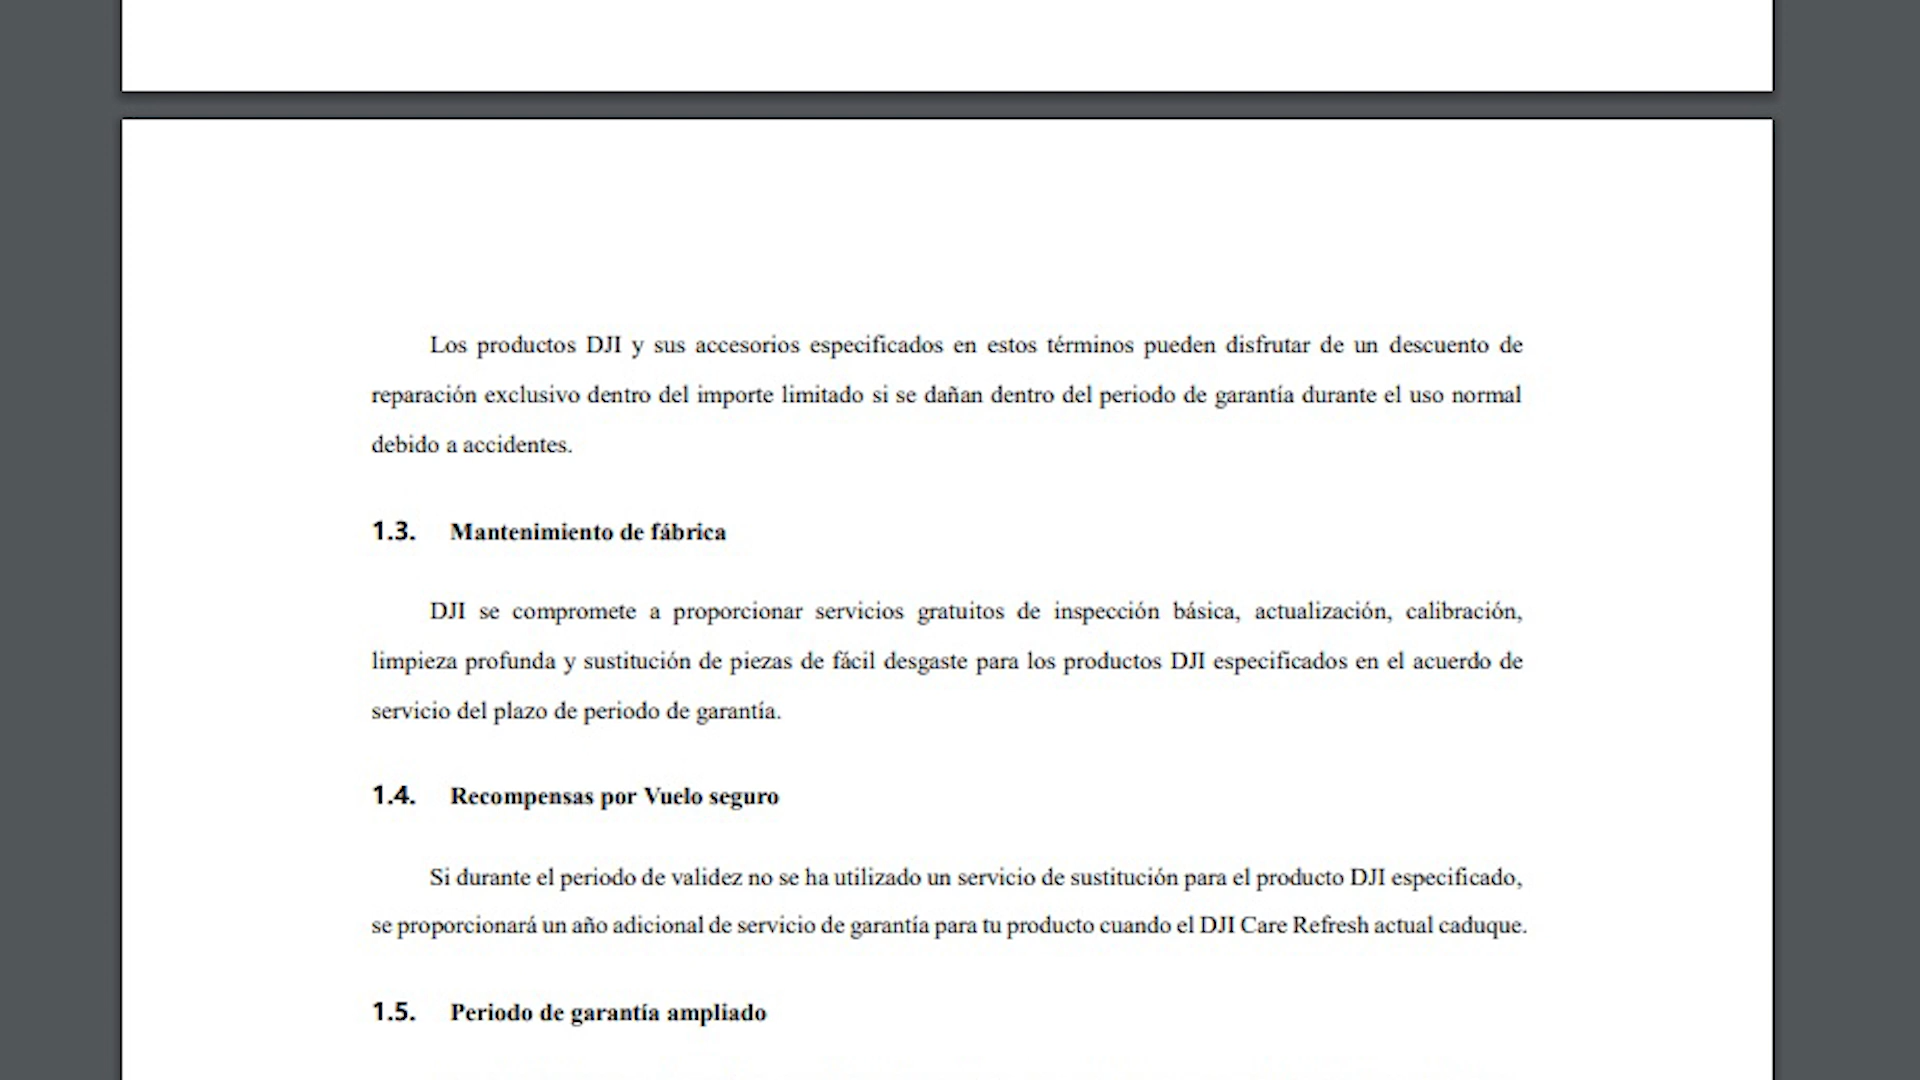 Los productos DJI y sus accesorios especificados en estos términos pueden disfrutar de un descuento de
reparación exclusivo dentro del importe limitado si se dañan dentro del periodo de garantía durante el uso normal
debido a accidentes.
1.3. Mantenimiento de fábrica
DJI se compromete a proporcionar servicios gratuitos de inspección básica, actualización, calibración,
limpieza profunda y sustitución de piezas de fácil desgaste para los productos DJI especificados en el acuerdo de
servicio del plazo de periodo de garantía.
1.4. Recompensas por Vuelo seguro
Si durante el periodo de validez no se ha utilizado un servicio de sustitución para el producto DJI especificado,
se proporcionará un año adicional de servicio de garantía para tu producto cuando el DJI Care Refresh actual caduque.
1.5. Periodo de garantía ampliado